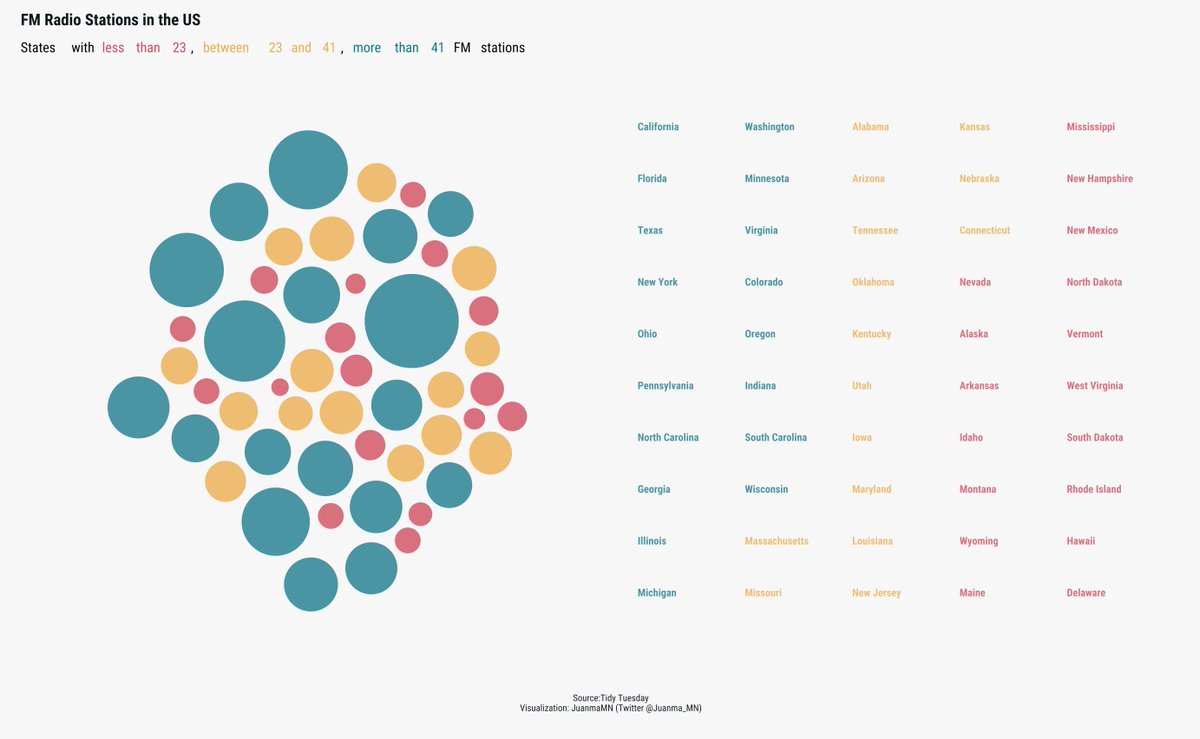 FM Radio Stations in the US
States with less than 23 , between 23 and 41 , more than 41 FM stations
California Washington Alabama Kansas Mississippi
Florida Minnesota Arizona Nebraska New Hampshire
Texas Virginia Tennessee Connecticut New Mexico
New York Colorado Oklahoma Nevada North Dakota
Ohio Oregon Kentucky Alaska Vermont
Pennsylvania Indiana Utah Arkansas West Virginia
North Carolina South Carolina Iowa Idaho South Dakota
Georgia Wisconsin Maryland Montana Rhode Island
Illinois Massachusetts Louisiana Wyoming Hawaii
Michigan Missouri New Jersey Maine Delaware
Source:Tidy Tuesday
Visualization: JuanmaMN (Twitter @Juanma_MN)